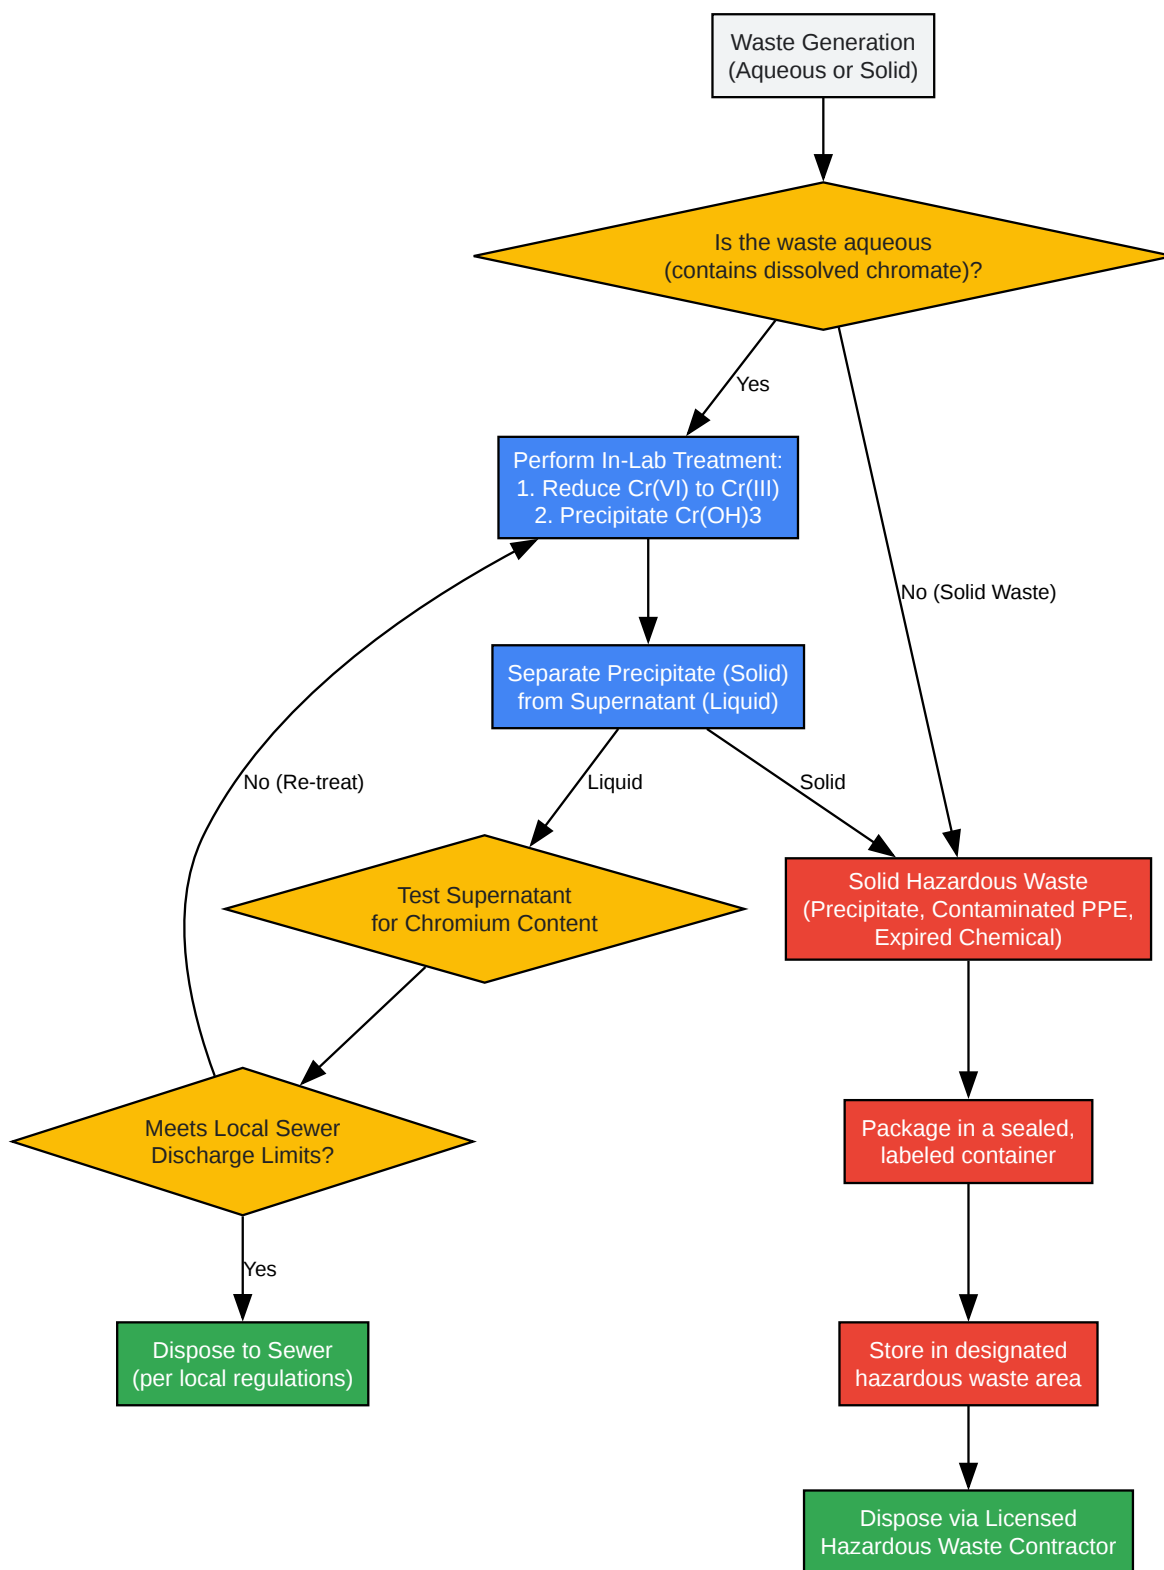 Waste Generation
(Aqueous or Solid)
Is the waste aqueous
(contains dissolved chromate)?
Yes
Perform In-Lab Treatment:
1. Reduce Cr(VI) to Cr(III)
2. Precipitate Cr(OH)3
No (Solid Waste)
Separate Precipitate (Solid)
from Supernatant (Liquid)
No (Re-treat)
Liquid
Solid
Test Supernatant
for Chromium Content
Solid Hazardous Waste
(Precipitate, Contaminated PPE,
Expired Chemical)
Meets Local Sewer
Discharge Limits?
Package in a sealed,
labeled container
Yes
Dispose to Sewer
(per local regulations)
Store in designated
hazardous waste area
Dispose via Licensed
Hazardous Waste Contractor